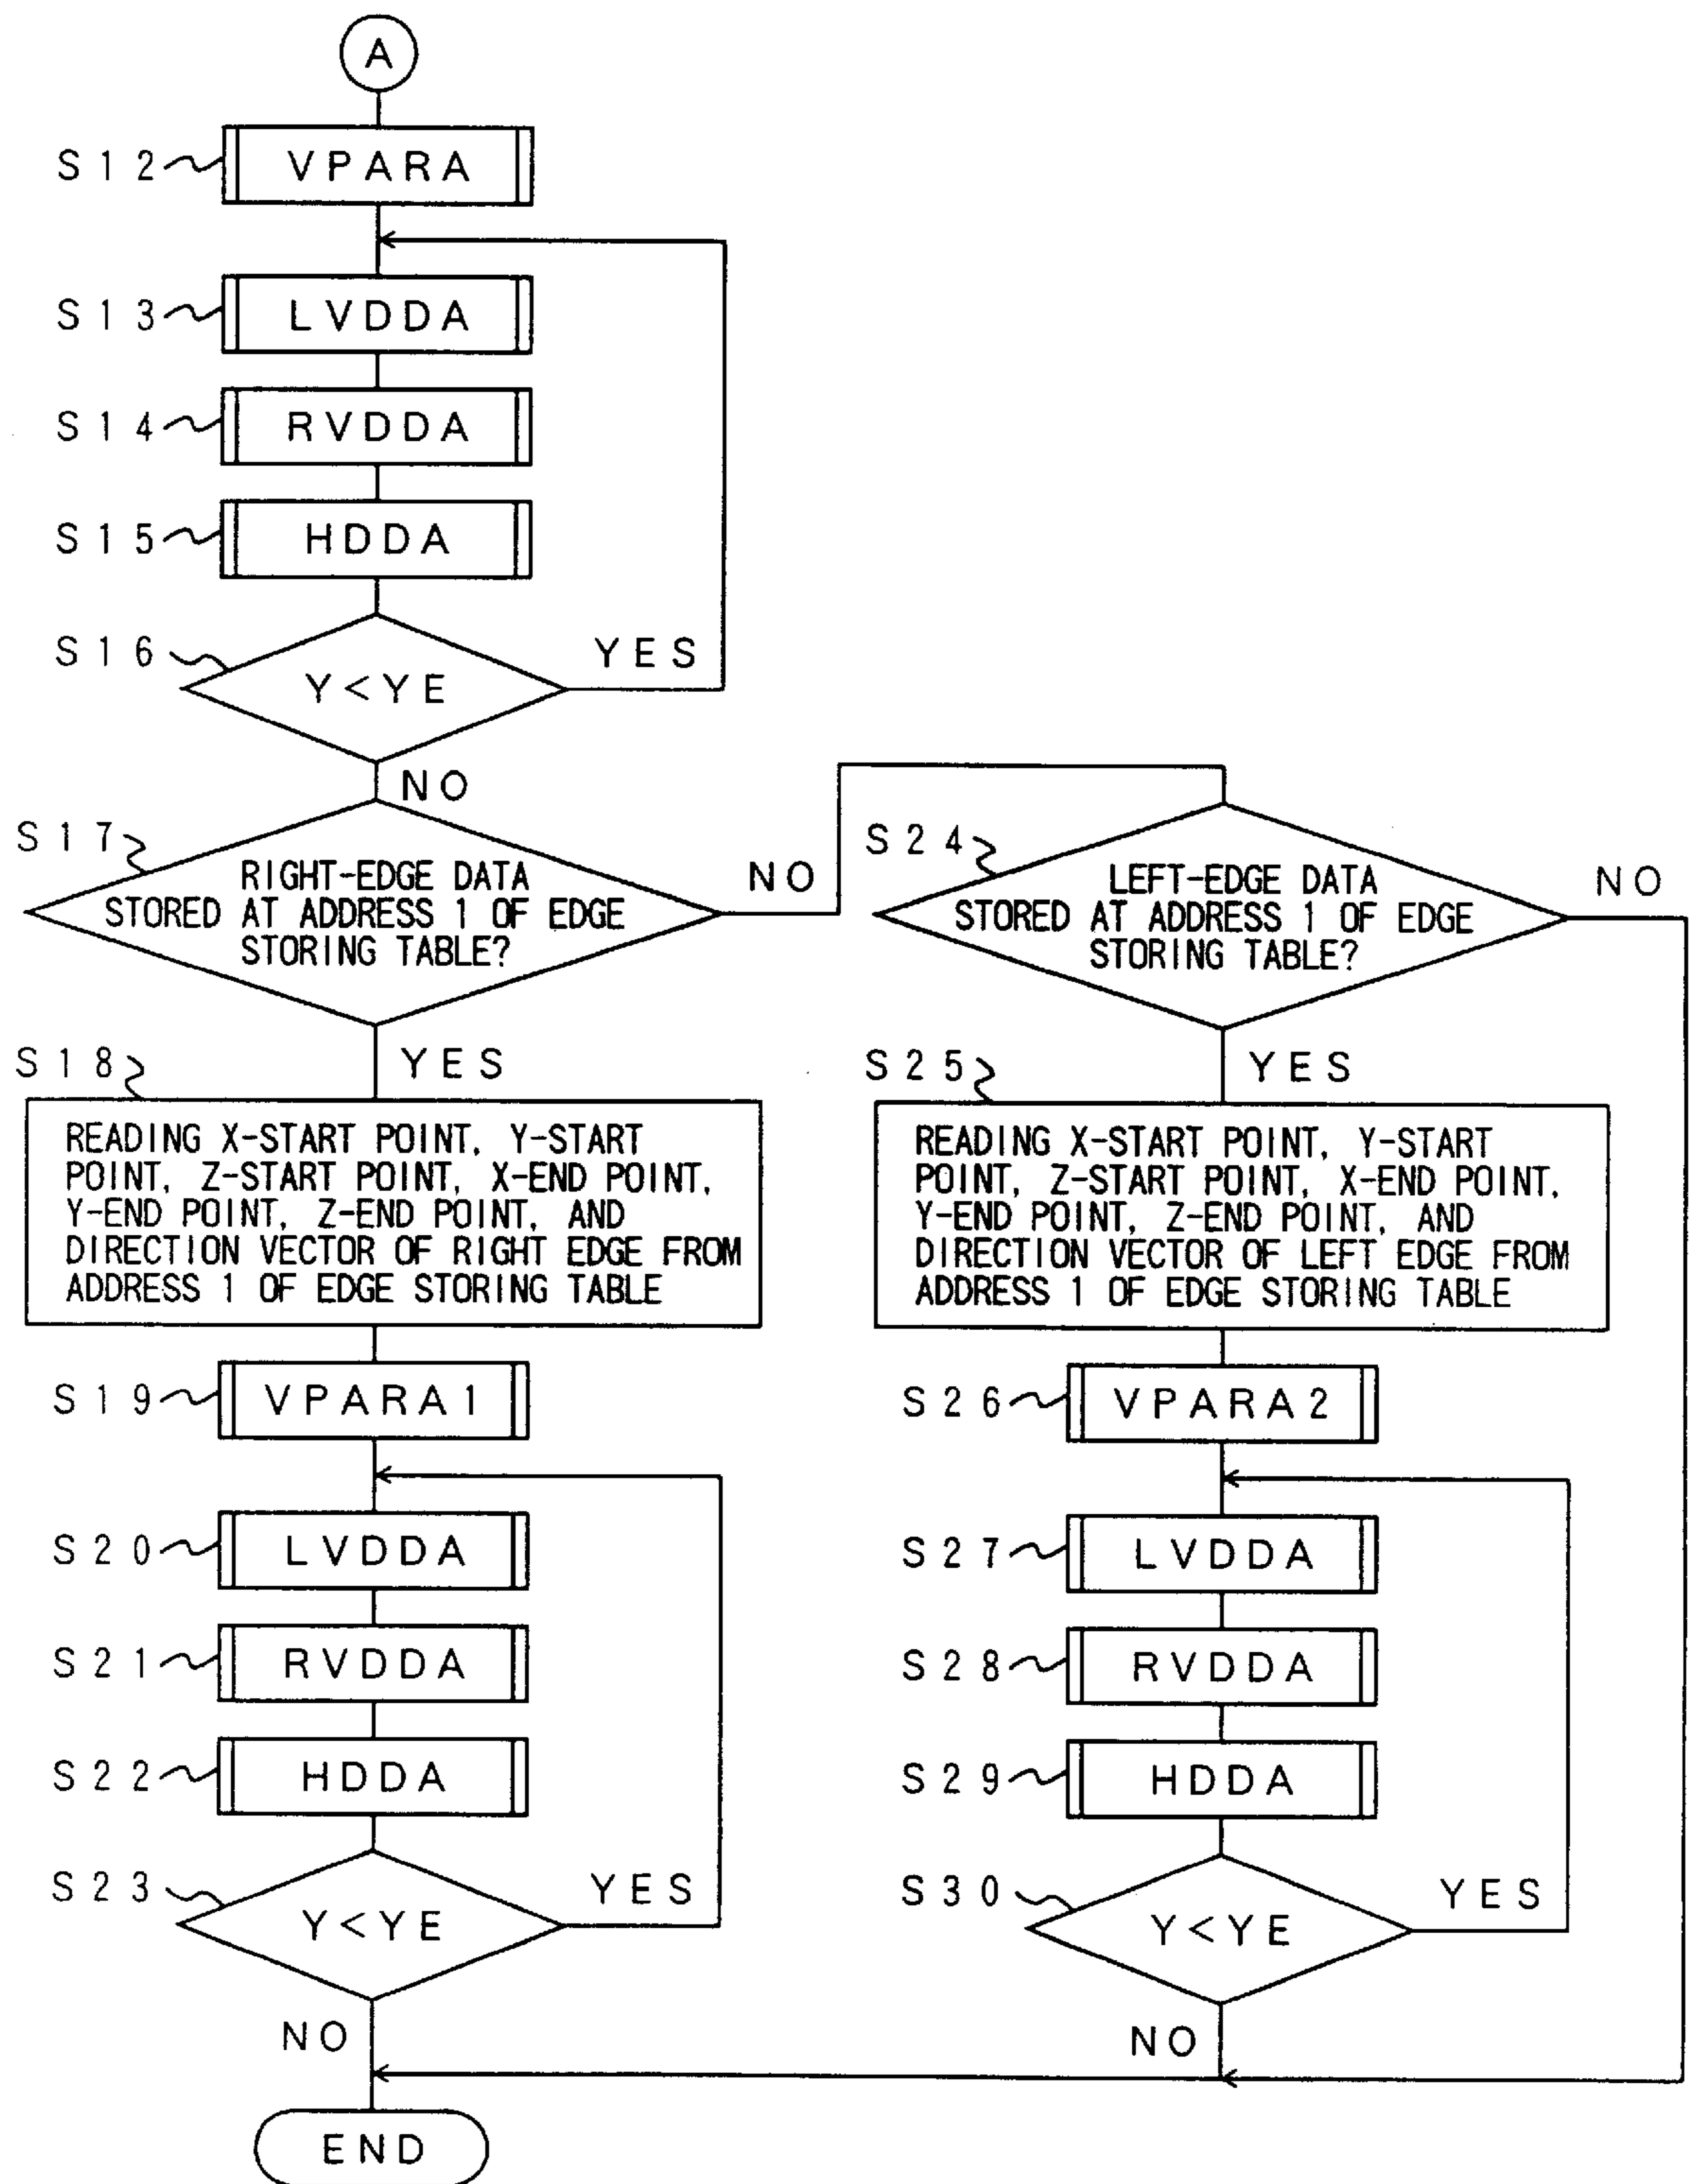 A
S12
VPARA
S13
LVDDA
S14
RVDDA
S15
HDDA
S16
Y<YE
YES
NO
S17
RIGHT-EDGE DATA
STORED AT ADDRESS 1 OF EDGE
STORING TABLE?
NO
YES
S24
LEFT-EDGE DATA
STORED AT ADDRESS 1 OF EDGE
STORING TABLE?
NO
YES
S18
READING X-START POINT, Y-START
POINT, Z-START POINT, X-END POINT,
Y-END POINT, Z-END POINT, AND
DIRECTION VECTOR OF RIGHT EDGE FROM
ADDRESS 1 OF EDGE STORING TABLE
S19
VPARA1
S20
LVDDA
S21
RVDDA
S22
HDDA
S23
Y<YE
YES
NO
S25
READING X-START POINT, Y-START
POINT, Z-START POINT, X-END POINT,
Y-END POINT, Z-END POINT, AND
DIRECTION VECTOR OF LEFT EDGE FROM
ADDRESS 1 OF EDGE STORING TABLE
S26
VPARA2
S27
LVDDA
S28
RVDDA
S29
HDDA
S30
Y<YE
YES
NO
END